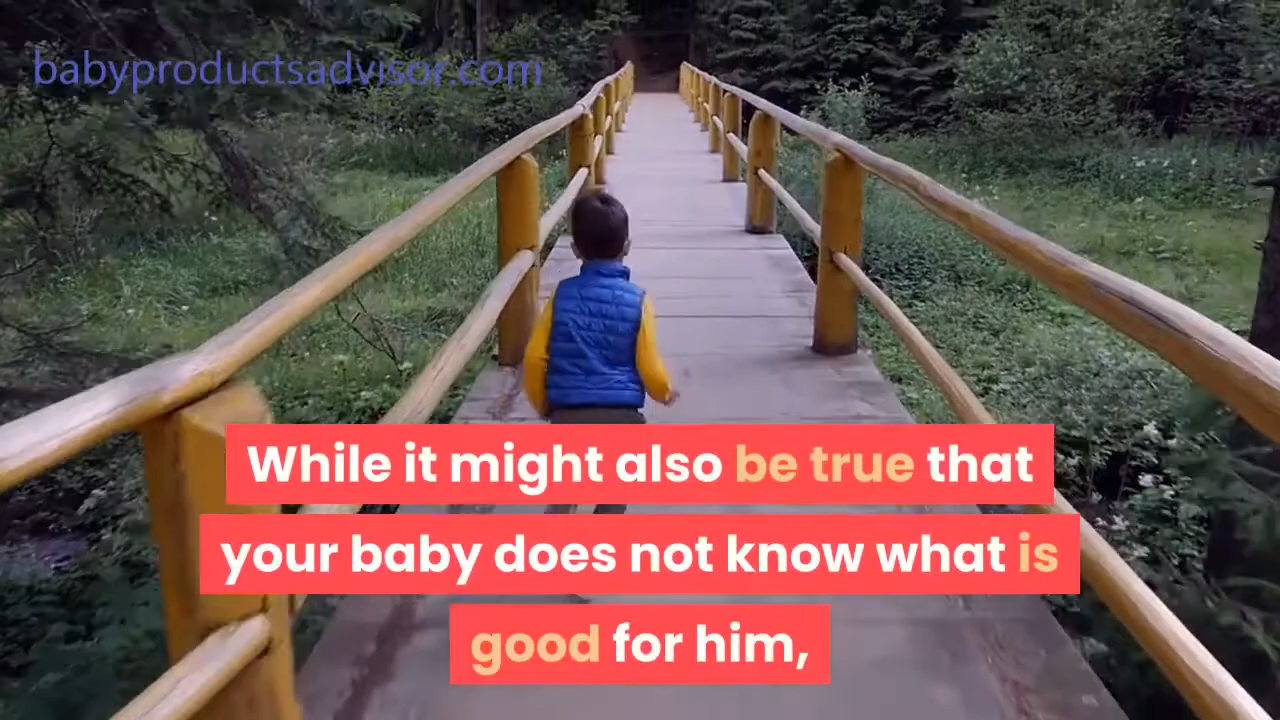 babyproductsadvisor.com
While it might also be true that
your baby does not know what is
good for him,